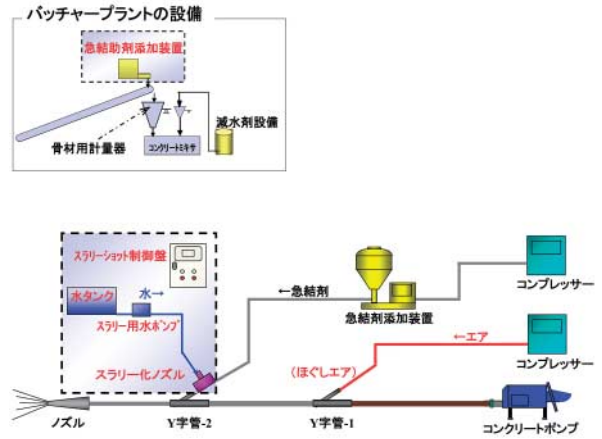 バッチャープラントの設備
急結助剤添加装置
減水剤設備
骨材用計量器
コンクリートミキサ
スラリーショット制御盤
水タンク
水→
スラリー用水ポンプ
スラリー化ノズル
←急結剤
急結剤添加装置
コンプレッサー
←エア
(ほぐしエア)
コンプレッサー
ノズル
Y字管-2
Y字管-1
コンクリートポンプ